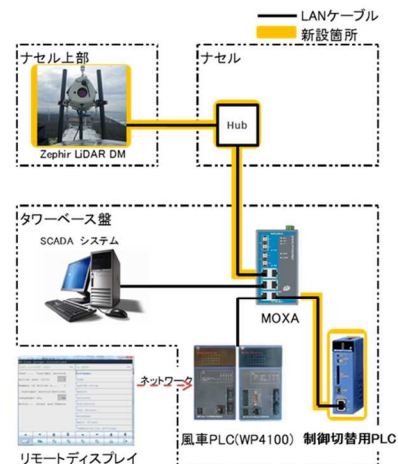 LANケーブル
新設箇所
ナセル上部
ナセル
Hub
Zephir LiDAR DM
タワーベース盤
SCADA システム
MOXA
ネットワーク
風車PLC(WP4100)
制御切替用PLC
リモートディスプレイ